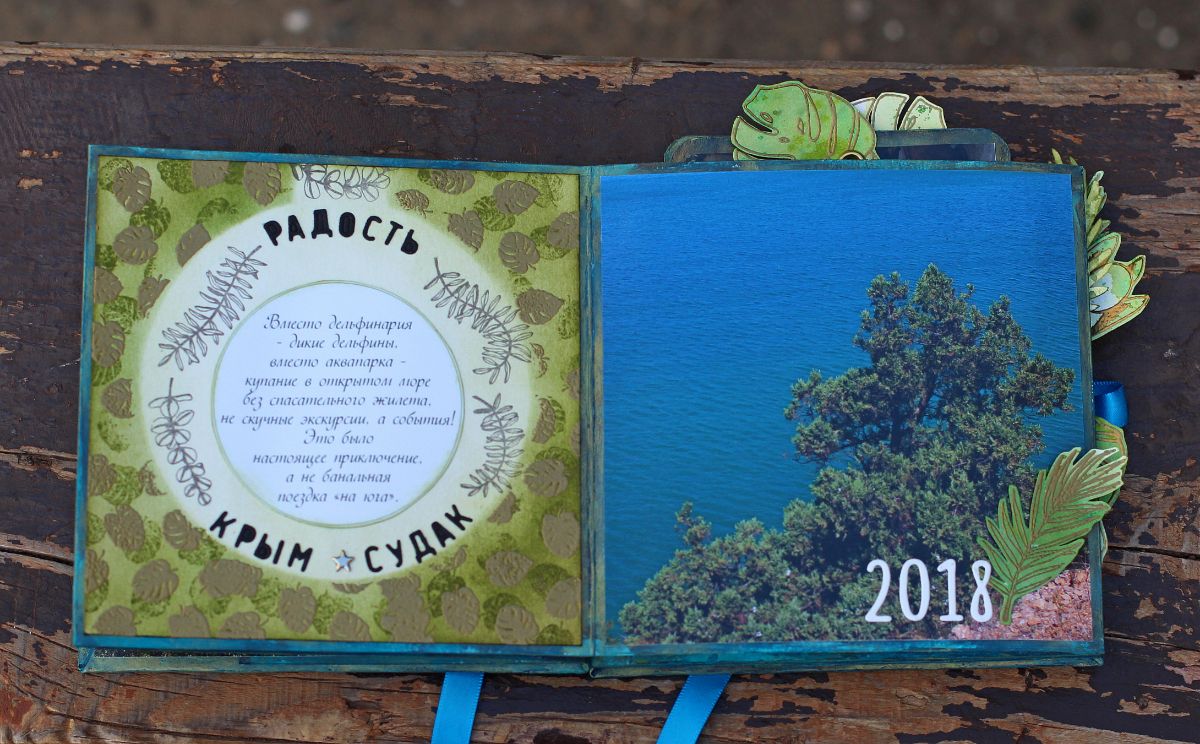 РАДОСТЬ
Вместо дельфинария
- дикие дельфины,
вместо аквапарка -
купание в открытом море
без спасательного жилета,
не скучные экскурсии, а события!
Это было
настоящее приключение,
а не банальная
поездка «на юга».
КРЫМ СУДАК
2018